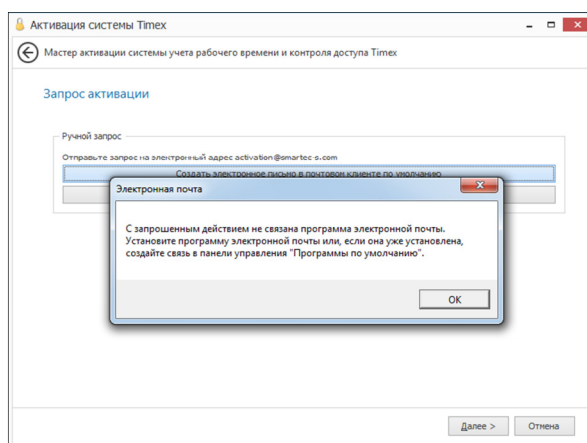 Активация системы Timex
Мастер активации системы учета рабочего времени и контроля доступа Timex
Запрос активации
Ручной запрос
Отправьте запрос на электронный адрес activation@smartec-s.com
Создать электронное письмо в почтовом клиенте по умолчанию
Электронная почта
С запрошенным действием не связана программа электронной почты.
Установите программу электронной почты или, если она уже установлена,
создайте связь в панели управления "Программы по умолчанию".
OK
Далее >
Отмена